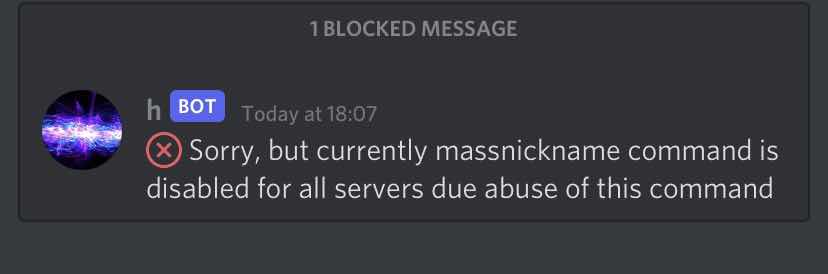 1 BLOCKED MESSAGE
h BOT Today at 18:07
Sorry, but currently massnickname command is
disabled for all servers due abuse of this command